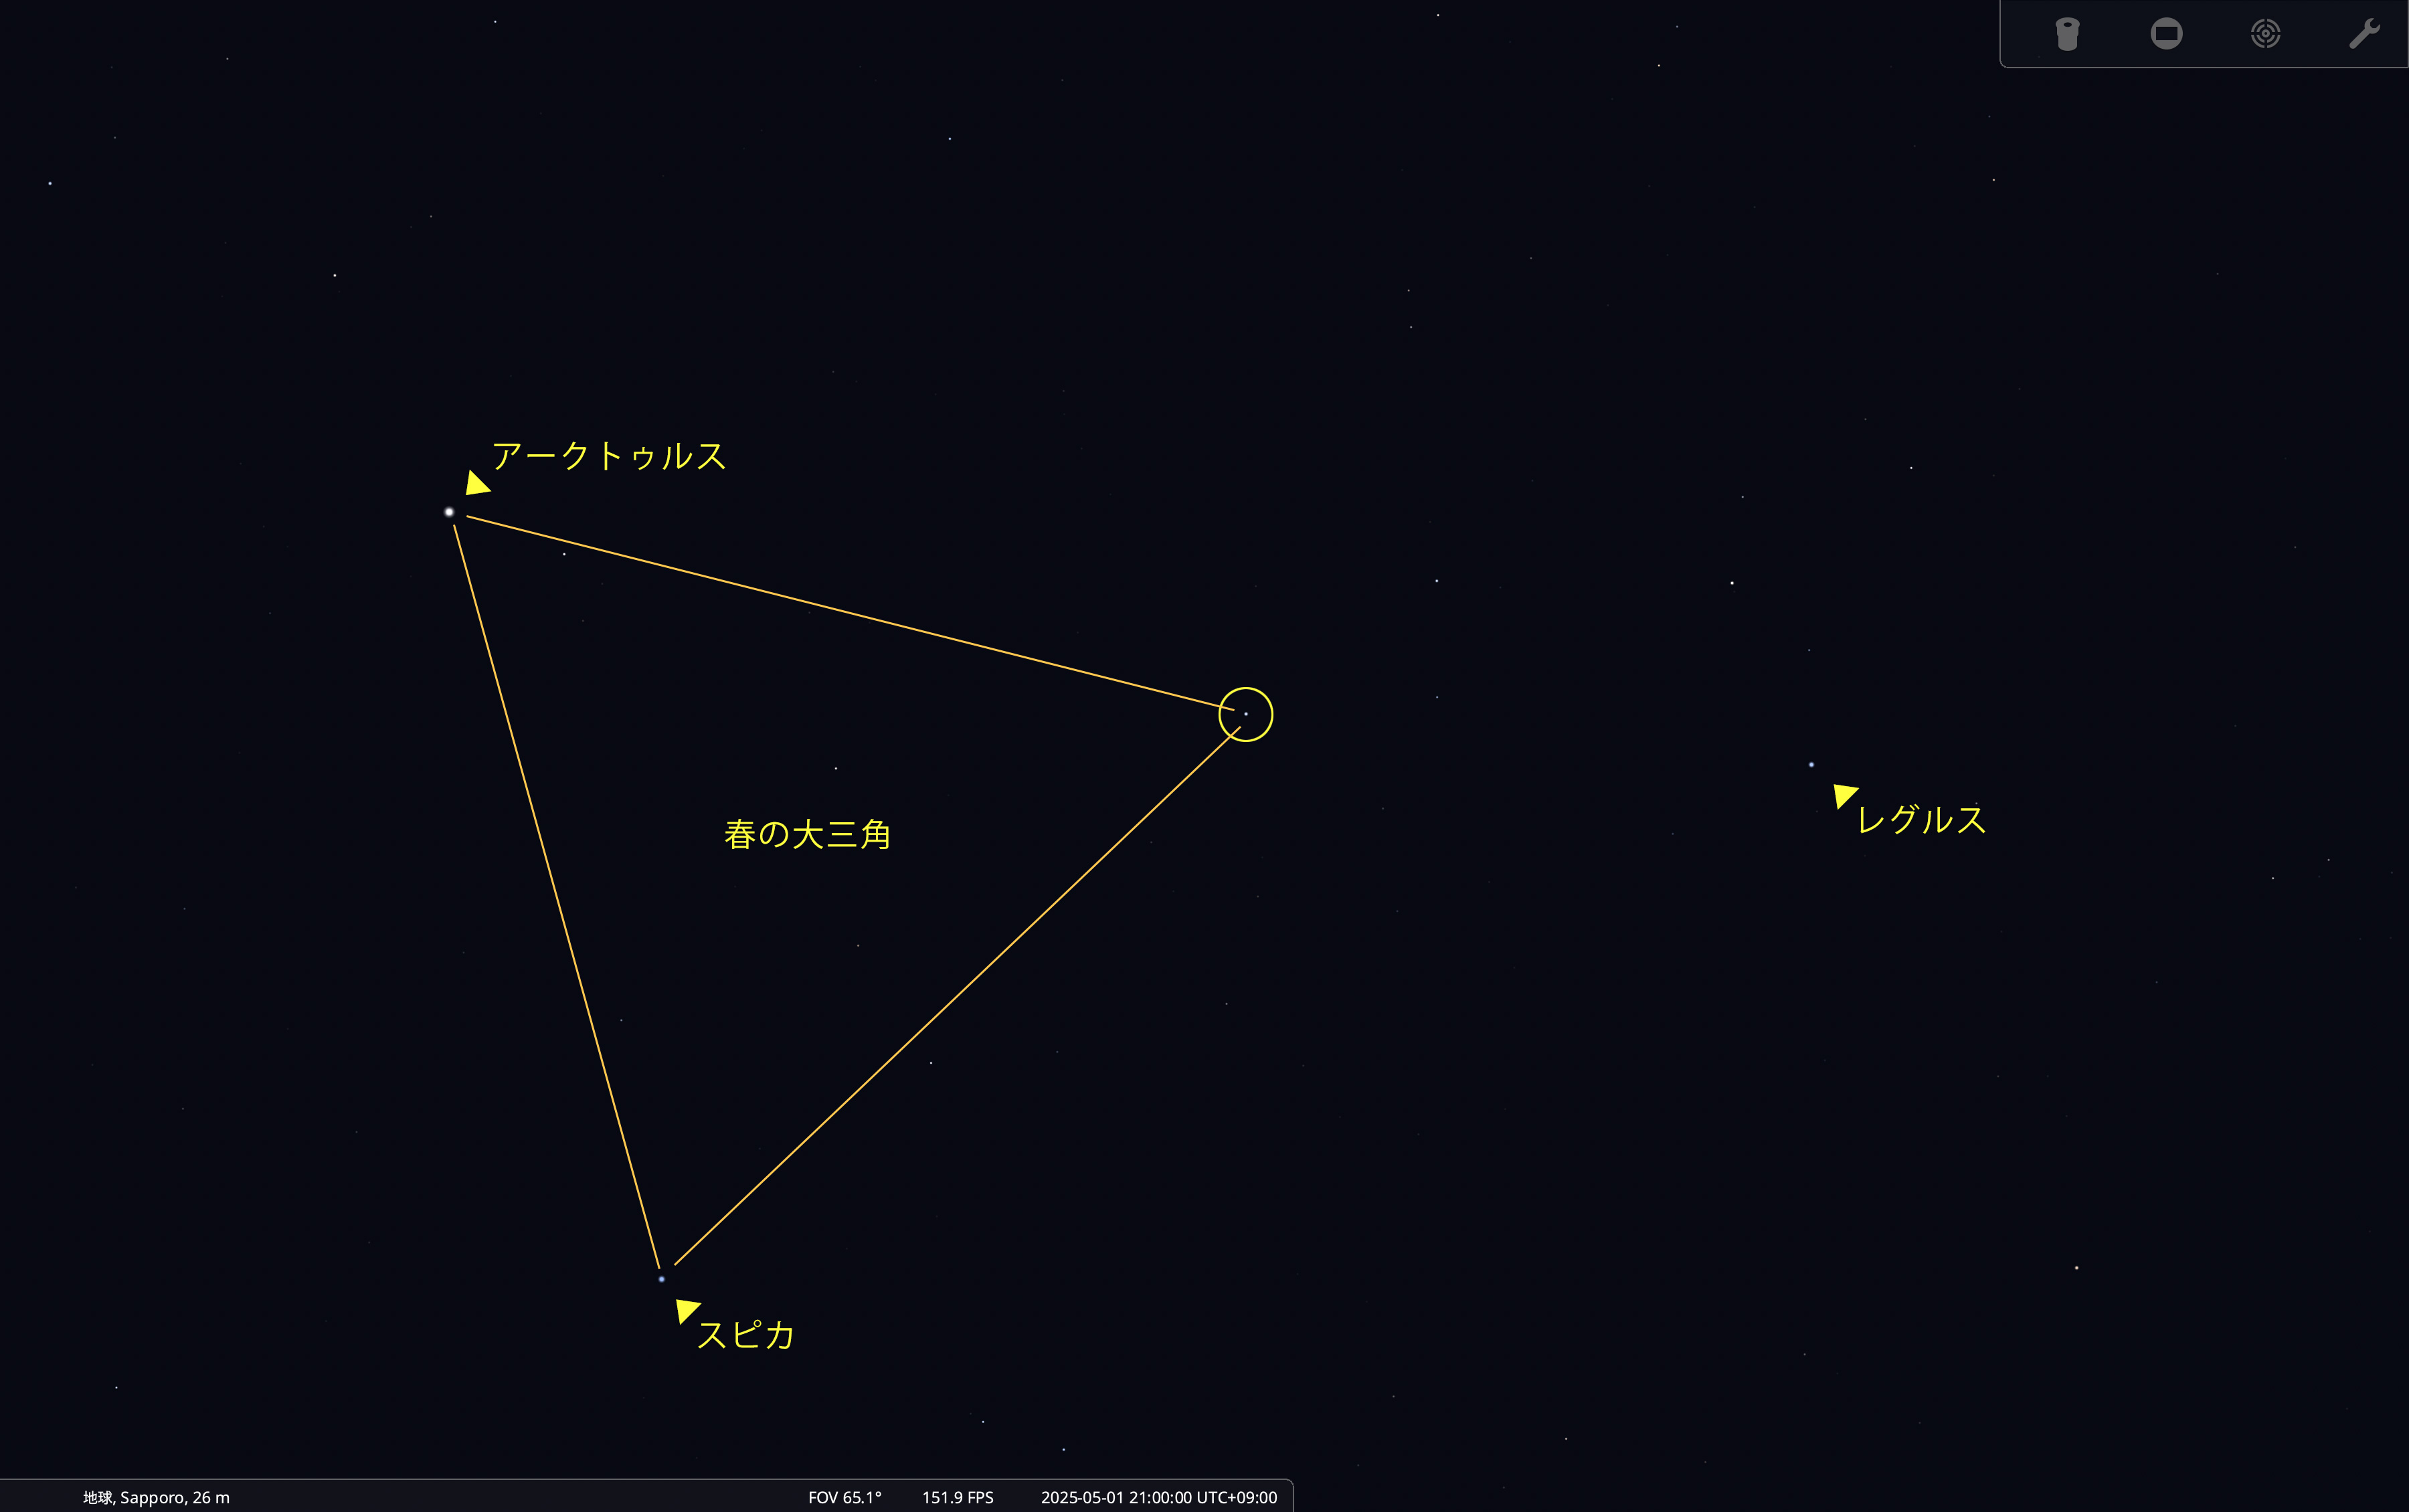 アークトゥルス
春の大三角
レグルス
スピカ
地球, Sapporo, 26 m
FOV 65.1°
151.9 FPS
2025-05-01 21:00:00 UTC+09:00